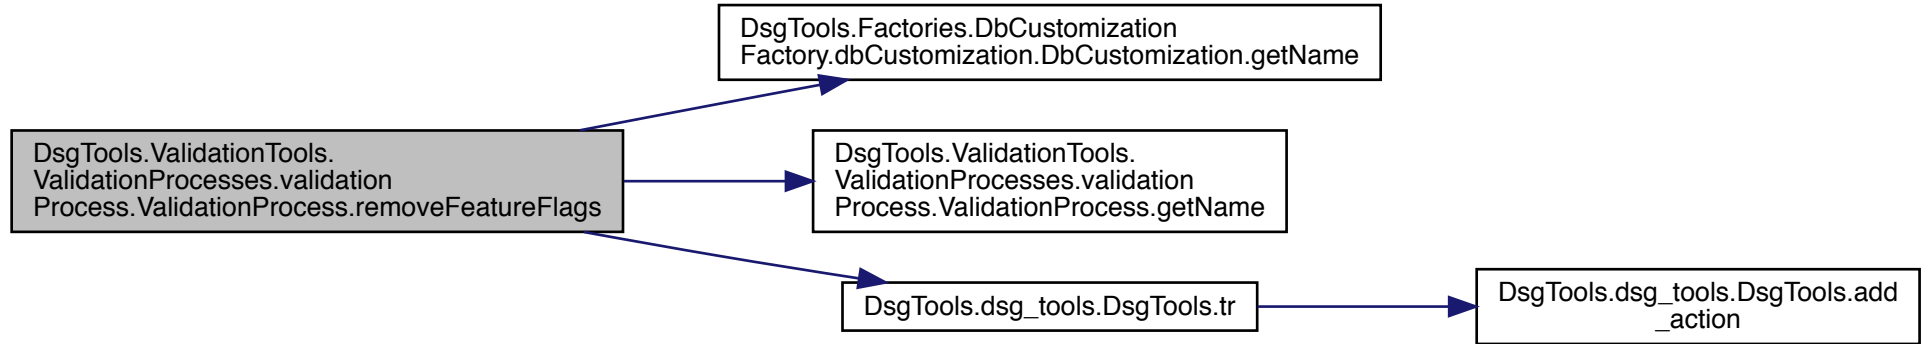 DsgTools.Factories.DbCustomization
Factory.dbCustomization.DbCustomization.getName
DsgTools.ValidationTools.
ValidationProcesses.validation
Process.ValidationProcess.removeFeatureFlags
DsgTools.ValidationTools.
ValidationProcesses.validation
Process.ValidationProcess.getName
DsgTools.dsg_tools.DsgTools.tr
DsgTools.dsg_tools.DsgTools.add
_action